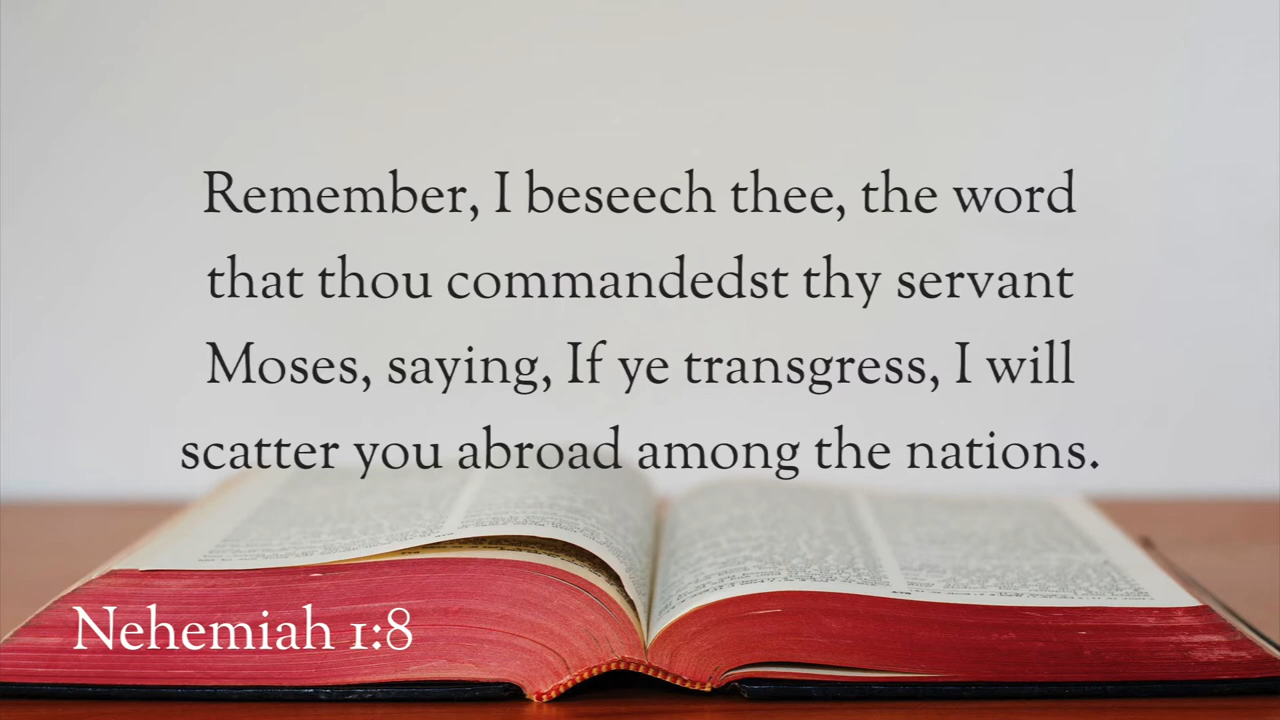 Remember, I beseech thee, the word
that thou commandedst thy servant
Moses, saying, If ye transgress, I will
scatter you abroad among the nations.
Nehemiah 1:8